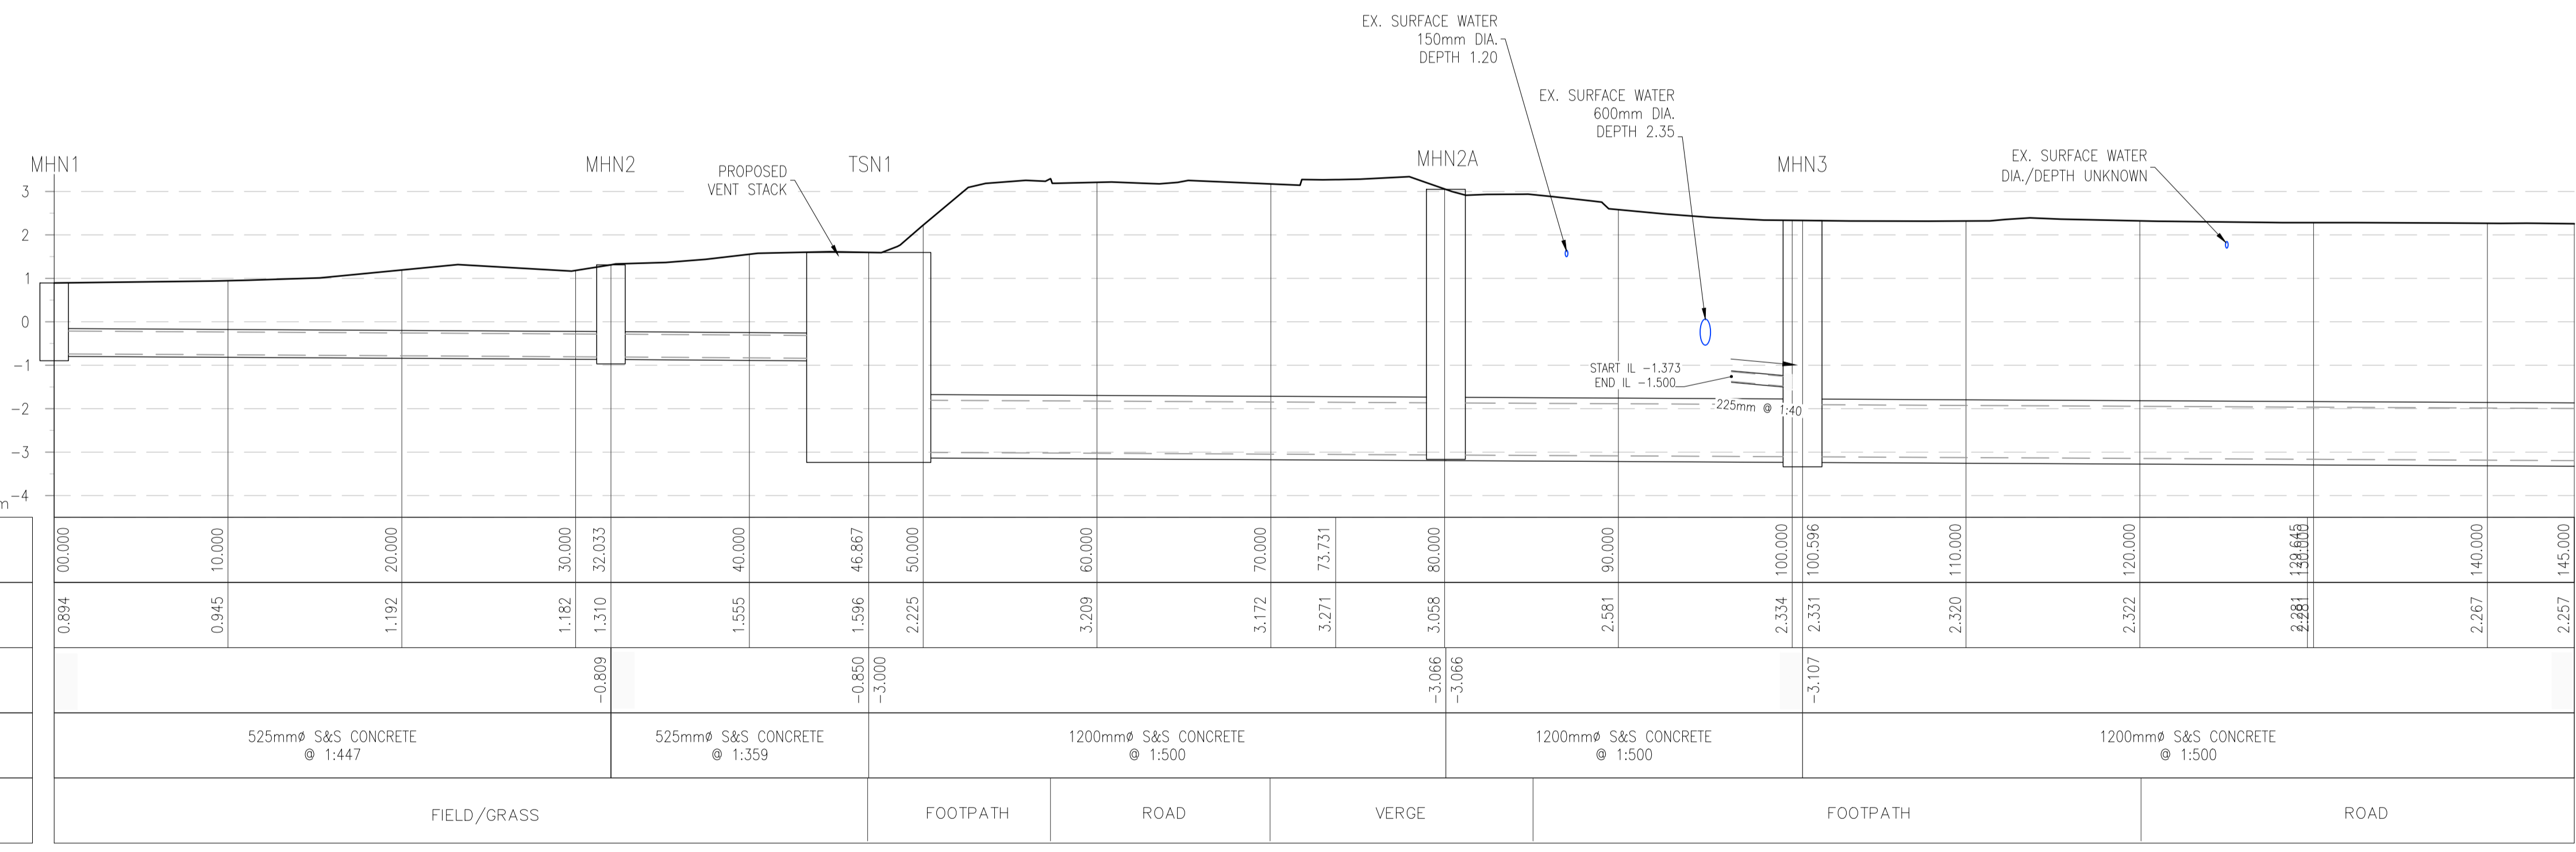 EX. SURFACE WATER
150mm DIA.
DEPTH 1.20
EX. SURFACE WATER
600mm DIA.
DEPTH 2.35
MHN1
MHN2
PROPOSED
VENT STACK
TSN1
MHN2A
MHN3
EX. SURFACE WATER
DIA./DEPTH UNKNOWN
3
2
1
0
-1
-2
-3
-4
m
START IL -1.373
END IL -1.500
225mm @ 1:40
00.000
10.000
20.000
30.000
32.033
40.000
46.867
50.000
60.000
70.000
73.731
80.000
90.000
100.000
100.596
110.000
120.000
140.000
145.000
0.894
0.945
1.192
1.182
1.310
1.555
1.596
2.225
3.209
3.172
3.271
3.058
2.581
2.334
2.331
2.320
2.322
2.281
2.281
2.267
2.257
-0.809
-0.850
-3.000
-3.066
-3.066
-3.107
525mmø S&S CONCRETE
@ 1:447
525mmø S&S CONCRETE
@ 1:359
1200mmø S&S CONCRETE
@ 1:500
1200mmø S&S CONCRETE
@ 1:500
1200mmø S&S CONCRETE
@ 1:500
FIELD/GRASS
FOOTPATH
ROAD
VERGE
FOOTPATH
ROAD